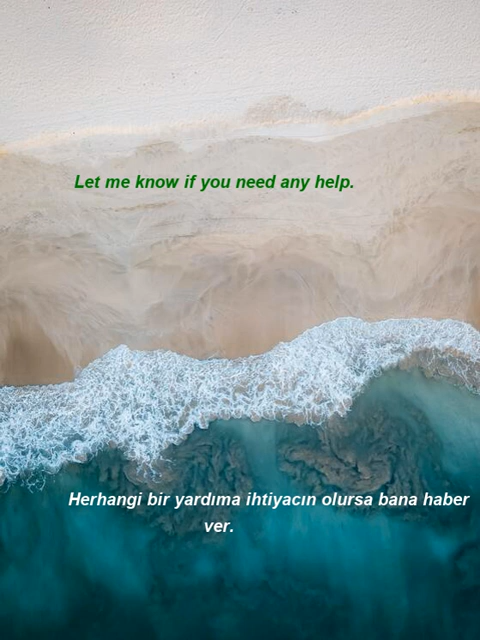 Let me know if you need any help.
Herhangi bir yardıma ihtiyacın olursa bana haber
ver.